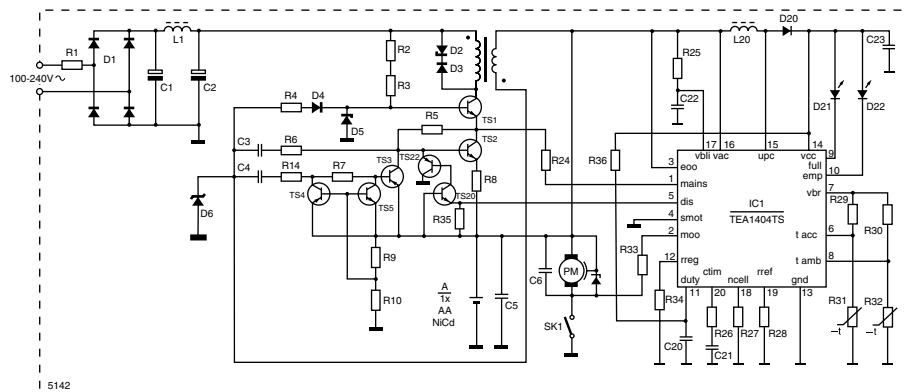 R1
100-240V ~
D1
L1
C1
C2
R2
R3
D2
D3
R4
D4
D5
TS1
R5
TS2
C3
R6
C4
R14
R7
TS3
TS22
TS4
TS5
TS20
R8
D6
R35
R9
R10
A
1x
AA
NiCd
C5
C6
PM
SK1
R24
R36
R33
R34
R25
C22
L20
D20
C23
D21
D22
17 16 15 14
vbli vac upc vcc
9
full
emp
10
3
eoo
1
mains
5
dis
4
smot
2
moo
12
rreg
IC1
TEA1404TS
7
vbr
6
t acc
8
t amb
ctim rref
duty ncell gnd
11 20 18 19 13
R29
R30
R31
R32
–t
–t
R26
R27
R28
C20
C21
5142